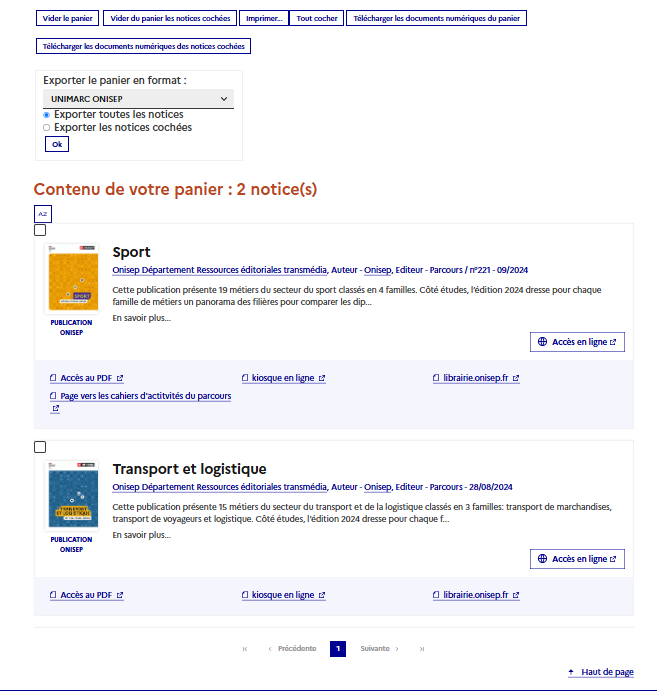 Vider le panier Vider du panier les notices cochées Imprimer... Tout cocher Télécharger les documents numériques du panier
Télécharger les documents numériques des notices cochées
Exporter le panier en format :
UNIMARC ONISEP
Exporter toutes les notices
Exporter les notices cochées
Ok
Contenu de votre panier : 2 notice(s)
AZ
Sport
Onisep Département Ressources éditoriales transmédia, Auteur - Onisep, Editeur - Parcours / n°221 - 09/2024
Cette publication présente 19 métiers du secteur du sport classés en 4 familles. Côté études, l'édition 2024 dresse pour chaque
famille de métiers un panorama des filières pour comparer les dip...
En savoir plus...
SPORT
PUBLICATION
ONISEP
Accès en ligne
Accès au PDF kiosque en ligne librairie.onisep.fr
Page vers les cahiers d'actitvités du parcours
Transport et logistique
Onisep Département Ressources éditoriales transmédia, Auteur - Onisep, Editeur - Parcours - 28/08/2024
Cette publication présente 15 métiers du secteur du transport et de la logistique classés en 3 familles: transport de marchandises,
transport de voyageurs et logistique. Côté études, l'édition 2024 dresse pour chaque f...
En savoir plus...
TRANSPORT
ET LOGISTIQUE
PUBLICATION
ONISEP
Accès en ligne
Accès au PDF kiosque en ligne librairie.onisep.fr
Précédente 1 Suivante
Haut de page